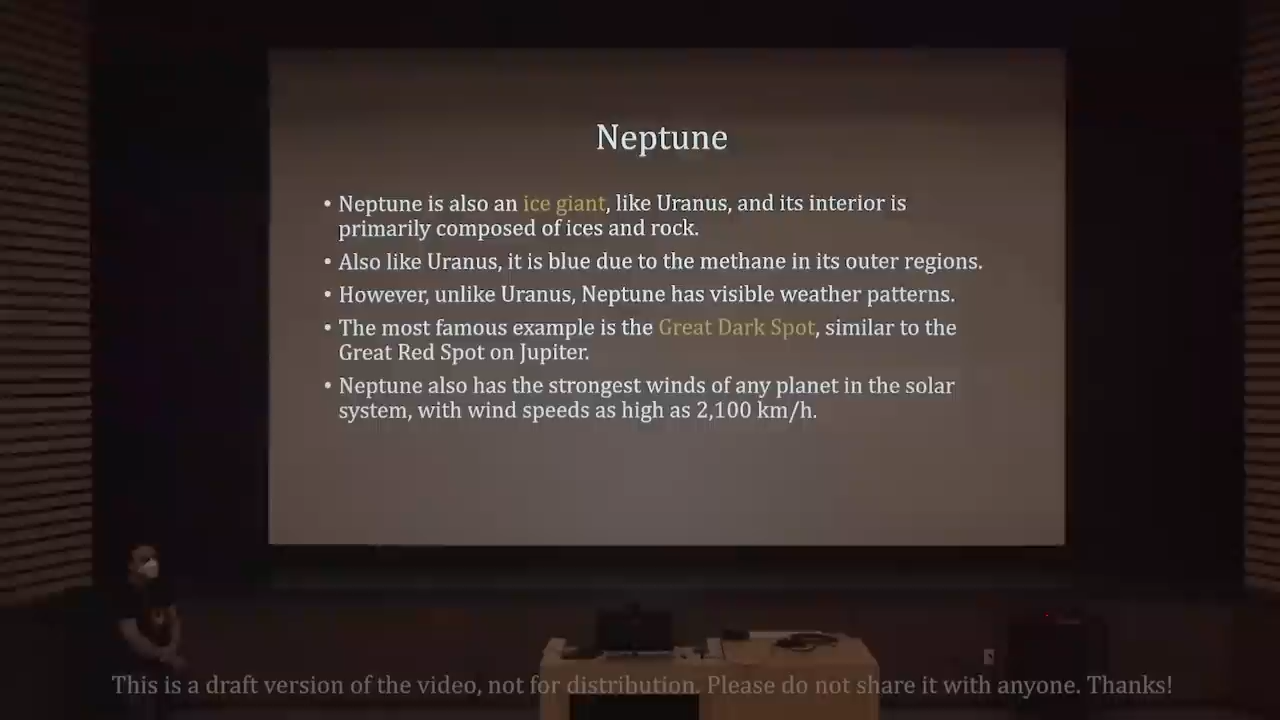 Neptune
• Neptune is also an ice giant, like Uranus, and its interior is
primarily composed of ices and rock.
• Also like Uranus, it is blue due to the methane in its outer regions.
• However, unlike Uranus, Neptune has visible weather patterns.
• The most famous example is the Great Dark Spot, similar to the
Great Red Spot on Jupiter.
• Neptune also has the strongest winds of any planet in the solar
system, with wind speeds as high as 2,100 km/h.
This is a draft version of the video, not for distribution. Please do not share it with anyone. Thanks!